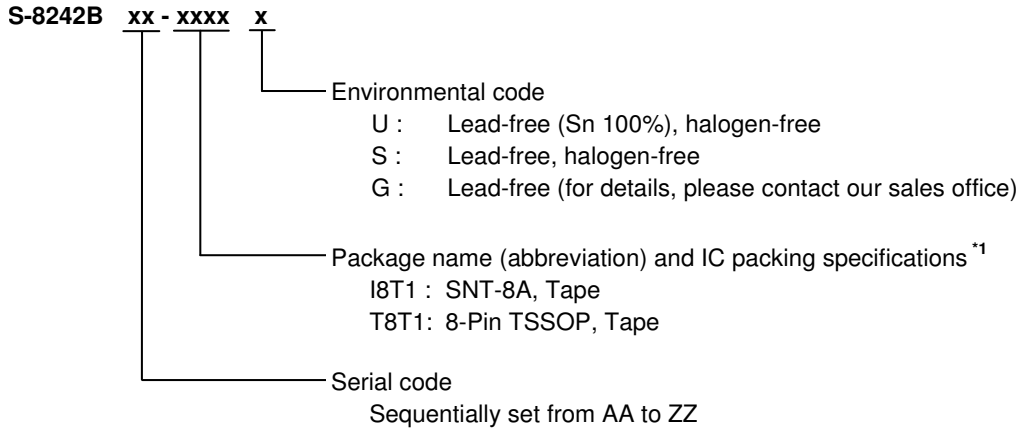 S-8242B xx - xxxx x
Environmental code
U : Lead-free (Sn 100%), halogen-free
S : Lead-free, halogen-free
G : Lead-free (for details, please contact our sales office)
Package name (abbreviation) and IC packing specifications *1
I8T1 : SNT-8A, Tape
T8T1: 8-Pin TSSOP, Tape
Serial code
Sequentially set from AA to ZZ